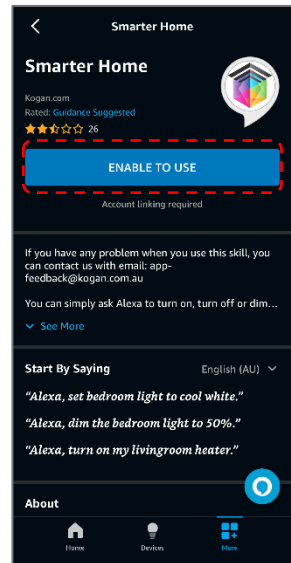 Smarter Home
Smarter Home
Kogan.com
Rated: Guidance Suggested
26
ENABLE TO USE
Account linking required
If you have any problem when you use this skill, you
can contact us with email: app-
feedback@kogan.com.au
You can simply ask Alexa to turn on, turn off or dim...
See More
Start By Saying
English (AU)
“Alexa, set bedroom light to cool white.”
“Alexa, dim the bedroom light to 50%.”
“Alexa, turn on my livingroom heater.”
About
Home
Devices
More